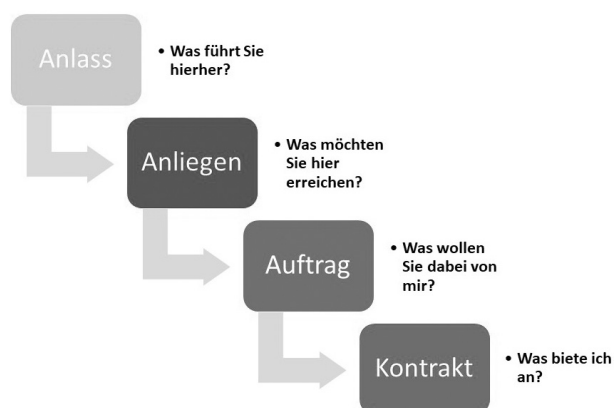 Anlass
• Was führt Sie
hierher?
Anliegen
• Was möchten
Sie hier
erreichen?
Auftrag
• Was wollen
Sie dabei von
mir?
Kontrakt
• Was biete ich
an?